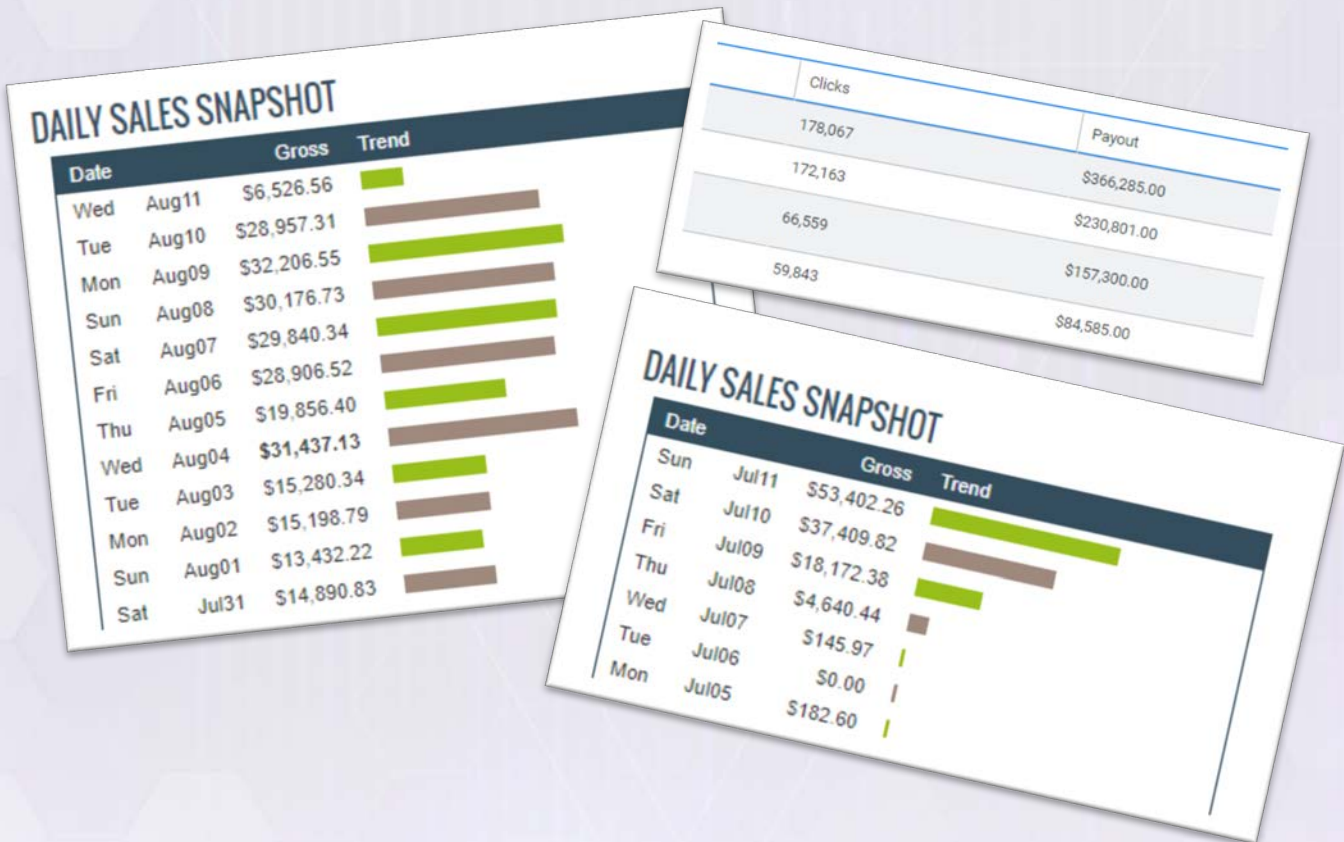 DAILY SALES SNAPSHOT
Date Gross Trend
Wed Aug11 $6,526.56
Tue Aug10 $28,957.31
Mon Aug09 $32,206.55
Sun Aug08 $30,176.73
Sat Aug07 $29,840.34
Fri Aug06 $28,906.52
Thu Aug05 $19,856.40
Wed Aug04 $31,437.13
Tue Aug03 $15,280.34
Mon Aug02 $15,198.79
Sun Aug01 $13,432.22
Sat Jul31 $14,890.83
Clicks Payout
178,067 $366,285.00
172,163 $230,801.00
66,559 $157,300.00
59,843 $84,585.00
DAILY SALES SNAPSHOT
Date Gross Trend
Sun Jul11 $53,402.26
Sat Jul10 $37,409.82
Fri Jul09 $18,172.38
Thu Jul08 $4,640.44
Wed Jul07 $145.97
Tue Jul06 $0.00
Mon Jul05 $182.60